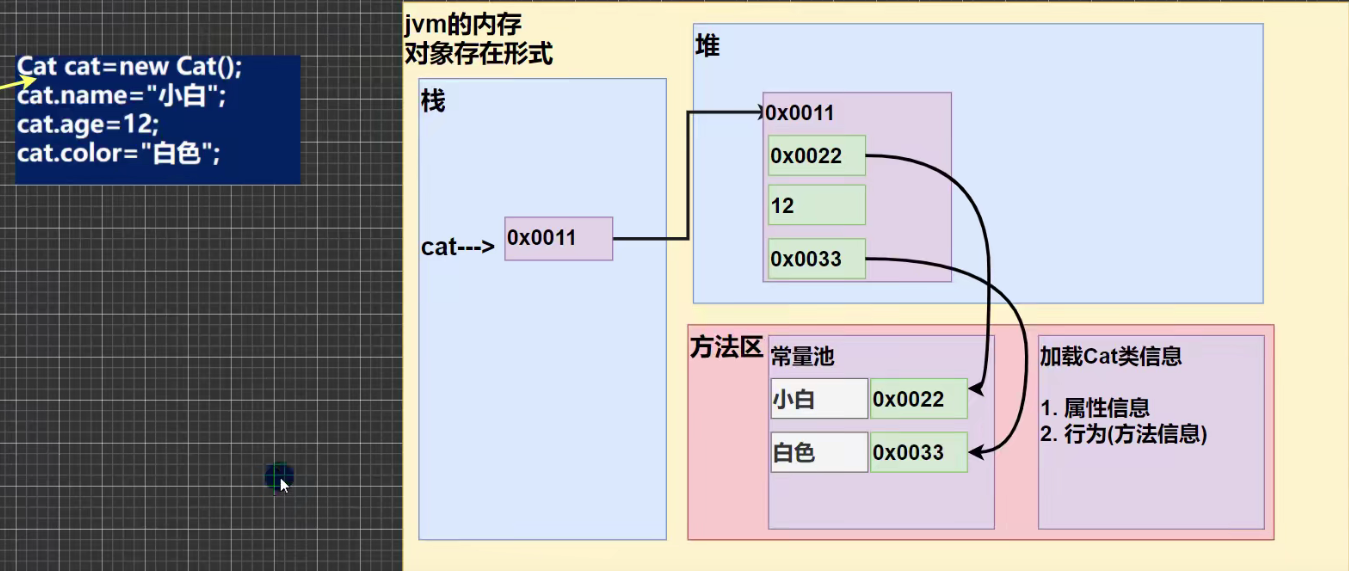 Cat cat=new Cat();
cat.name="小白";
cat.age=12;
cat.color="白色";
jvm的内存
对象存在形式
栈
cat--->
0x0011
堆
0x0011
0x0022
12
0x0033
方法区
常量池
小白
0x0022
白色
0x0033
加载Cat类信息
1. 属性信息
2. 行为(方法信息)